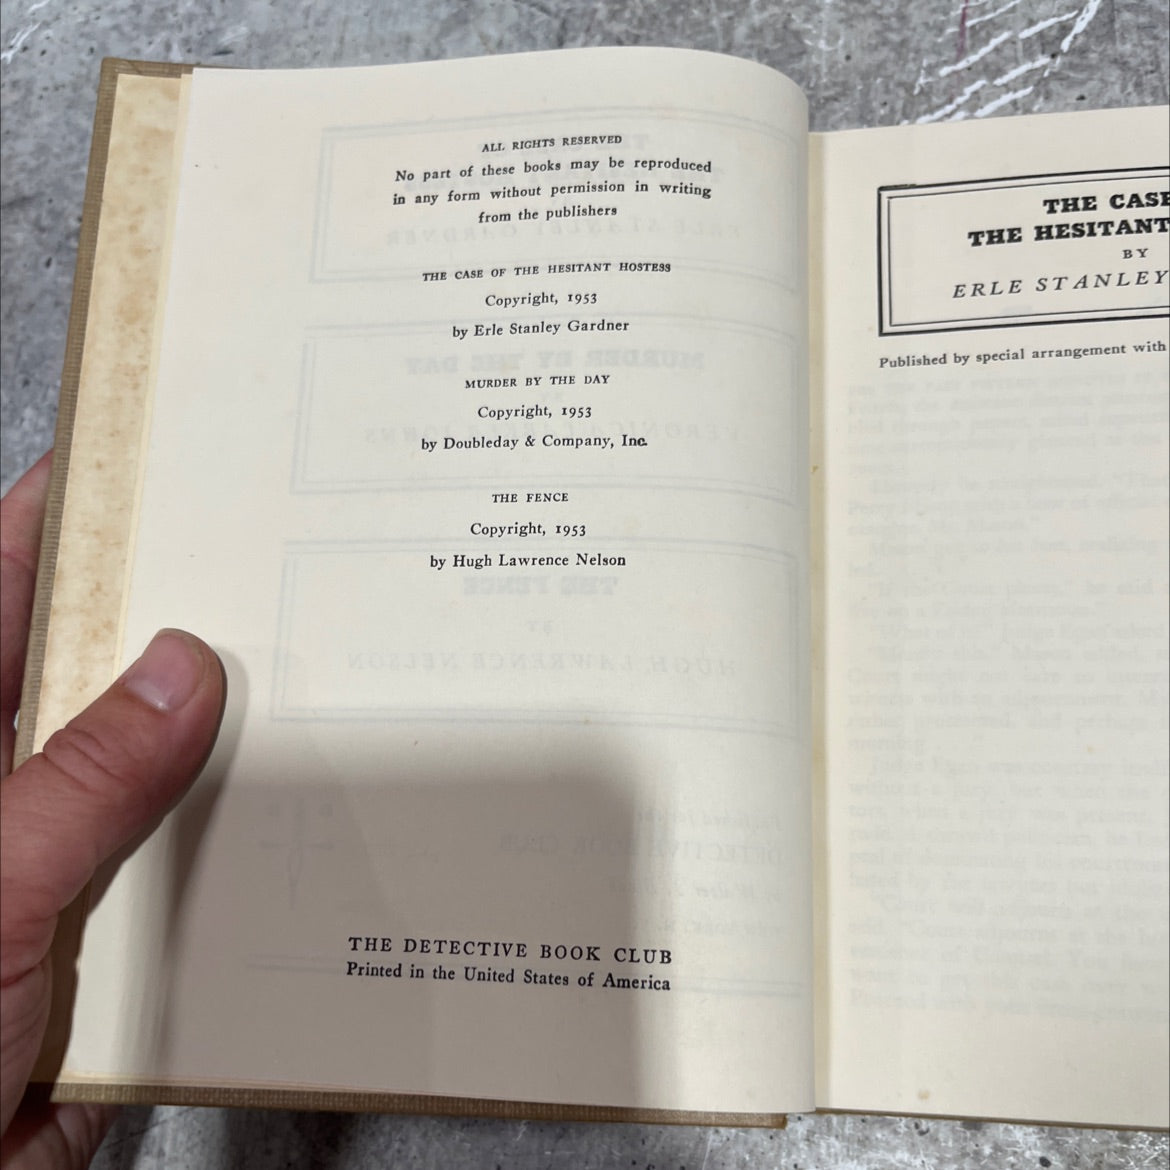 ALL RIGHTS RESERVED
No part of these books may be reproduced
in any form without permission in writing
from the publishers
THE CASE OF THE HESITANT HOSTESS
Copyright, 1953
by Erle Stanley Gardner
MURDER BY THE DAY
Copyright, 1953
by Doubleday & Company, Inc.
THE FENCE
Copyright, 1953
by Hugh Lawrence Nelson
THE DETECTIVE BOOK CLUB
Printed in the United States of America
THE CASE
THE HESITANT
BY
ERLE STANLEY
Published by special arrangement with